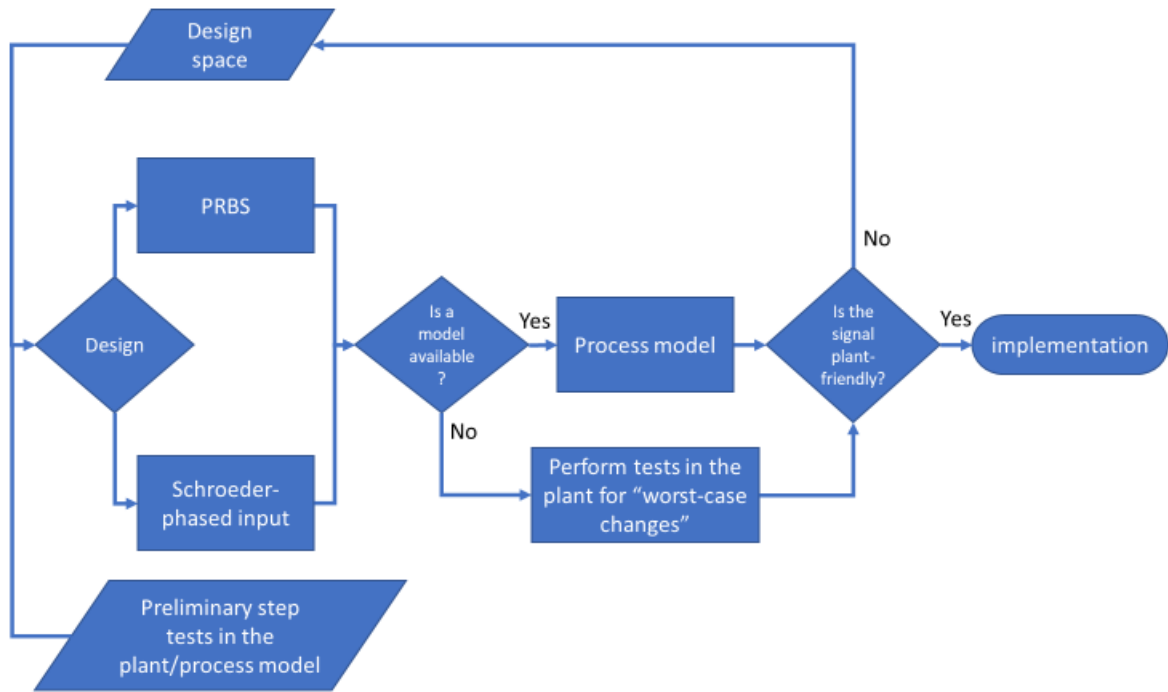 Design
space
PRBS
No
Design
Is a
model
available
?
Yes
Process model
Is the
signal
plant-
friendly?
Yes
implementation
No
Schroeder-
phased input
Perform tests in the
plant for “worst-case
changes”
Preliminary step
tests in the
plant/process model